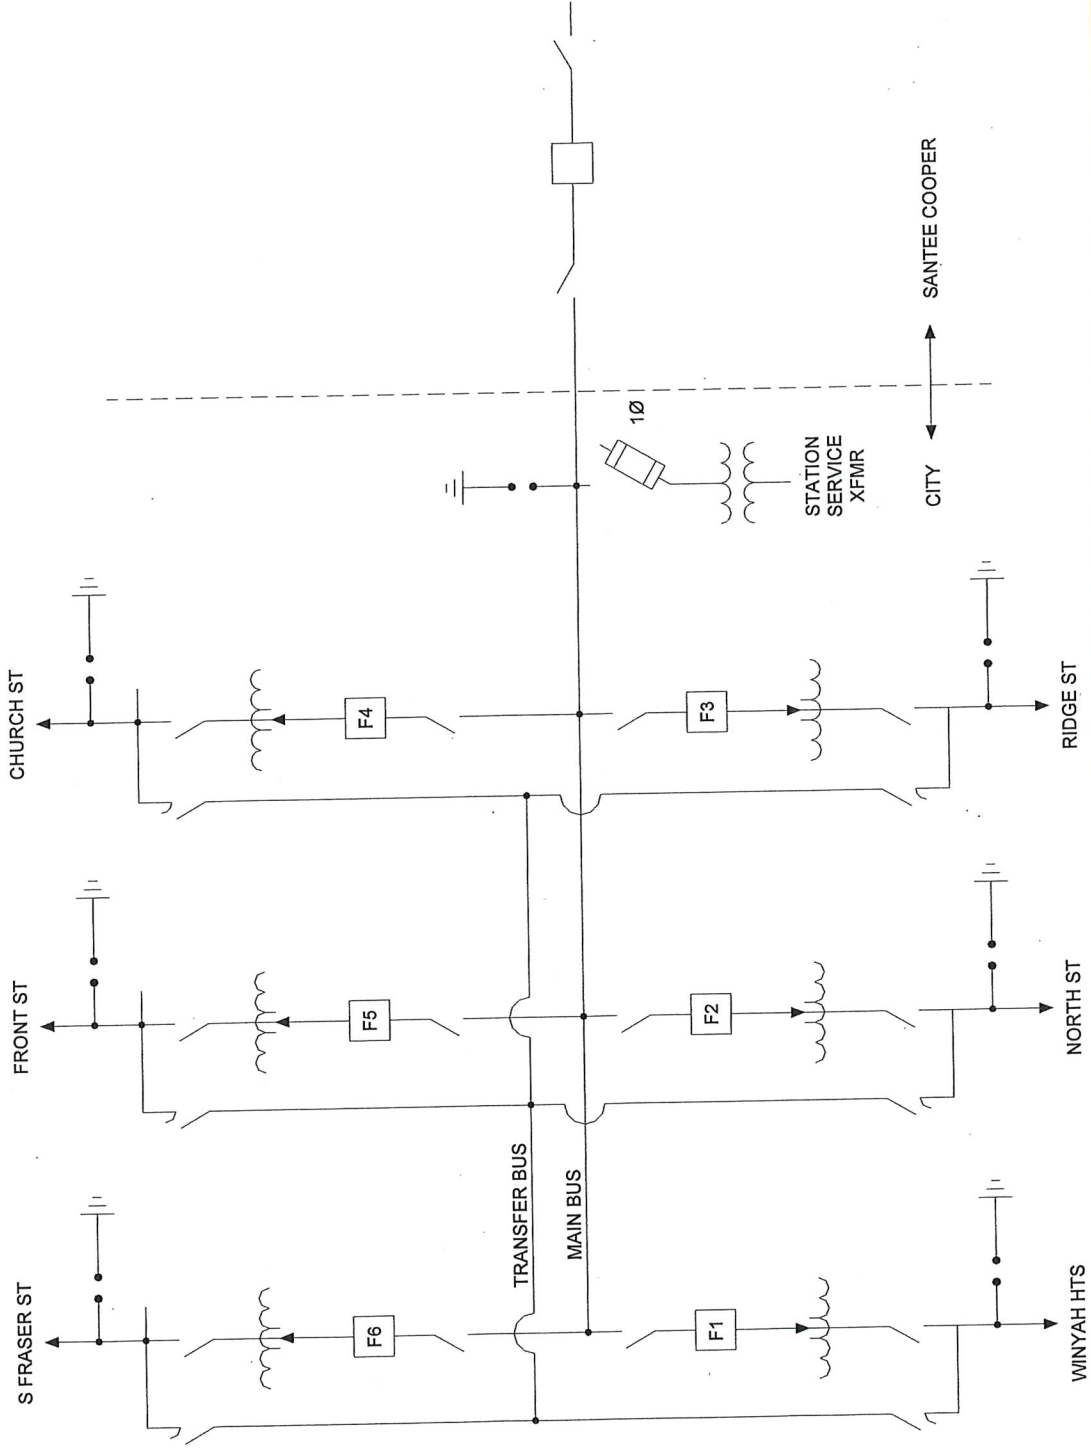 SANTEE COOPER
CITY
1Ø
STATION
SERVICE
XFMR
CHURCH ST
F4
F3
RIDGE ST
FRONT ST
F5
F2
NORTH ST
TRANSFER BUS
MAIN BUS
S FRASER ST
F6
F1
WINYAH HTS